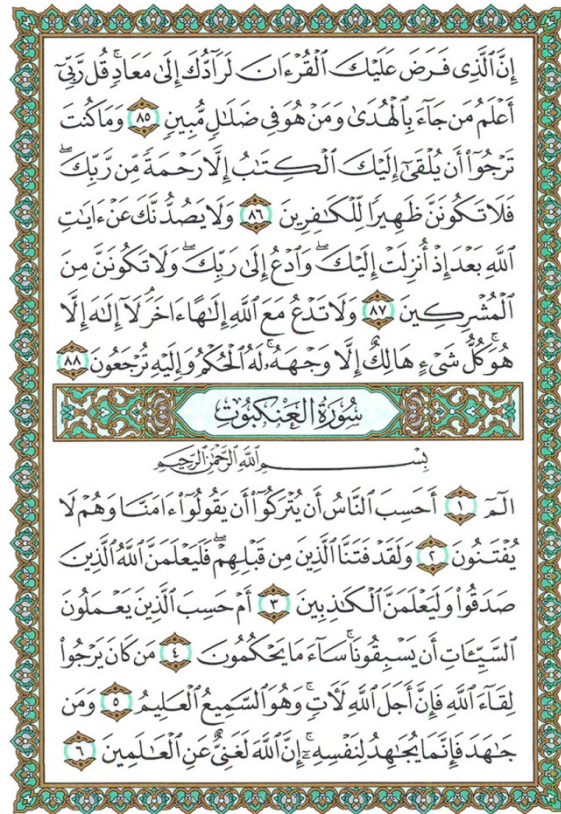 إِنَّ ٱلَّذِى فَرَضَ عَلَيْكَ ٱلْقُرْءَانَ لَرَآدُّكَ إِلَىٰ مَعَادٍ ۚ قُل رَّبِّىٓ
أَعْلَمُ مَن جَآءَ بِٱلْهُدَىٰ وَمَنْ هُوَ فِى ضَلَـٰلٍ مُّبِينٍ ٨٥ وَمَا كُنتَ
تَرْجُوٓا۟ أَن يُلْقَىٰٓ إِلَيْكَ ٱلْكِتَـٰبُ إِلَّا رَحْمَةً مِّن رَّبِّكَ ۖ
فَلَا تَكُونَنَّ ظَهِيرًا لِّلْكَـٰفِرِينَ ٨٦ وَلَا يَصُدُّنَّكَ عَنْ ءَايَـٰتِ
ٱللَّهِ بَعْدَ إِذْ أُنزِلَتْ إِلَيْكَ ۖ وَٱدْعُ إِلَىٰ رَبِّكَ ۖ وَلَا تَكُونَنَّ مِنَ
ٱلْمُشْرِكِينَ ٨٧ وَلَا تَدْعُ مَعَ ٱللَّهِ إِلَـٰهًا ءَاخَرَ ۘ لَآ إِلَـٰهَ إِلَّا
هُوَ ۚ كُلُّ شَىْءٍ هَالِكٌ إِلَّا وَجْهَهُۥ ۚ لَهُ ٱلْحُكْمُ وَإِلَيْهِ تُرْجَعُونَ ٨٨
سُورَةُ الْعَنْكَبُوتِ
بِسْمِ ٱللَّهِ ٱلرَّحْمَـٰنِ ٱلرَّحِيمِ
الٓمٓ ١ أَحَسِبَ ٱلنَّاسُ أَن يُتْرَكُوٓا۟ أَن يَقُولُوٓا۟ ءَامَنَّا وَهُمْ لَا
يُفْتَنُونَ ٢ وَلَقَدْ فَتَنَّا ٱلَّذِينَ مِن قَبْلِهِمْ ۖ فَلَيَعْلَمَنَّ ٱللَّهُ ٱلَّذِينَ
صَدَقُوا۟ وَلَيَعْلَمَنَّ ٱلْكَـٰذِبِينَ ٣ أَمْ حَسِبَ ٱلَّذِينَ يَعْمَلُونَ
ٱلسَّيِّـَٔاتِ أَن يَسْبِقُونَا ۚ سَآءَ مَا يَحْكُمُونَ ٤ مَن كَانَ يَرْجُوا۟
لِقَآءَ ٱللَّهِ فَإِنَّ أَجَلَ ٱللَّهِ لَـَٔاتٍ ۚ وَهُوَ ٱلسَّمِيعُ ٱلْعَلِيمُ ٥ وَمَن
جَـٰهَدَ فَإِنَّمَا يُجَـٰهِدُ لِنَفْسِهِۦٓ ۚ إِنَّ ٱللَّهَ لَغَنِىٌّ عَنِ ٱلْعَـٰلَمِينَ ٦